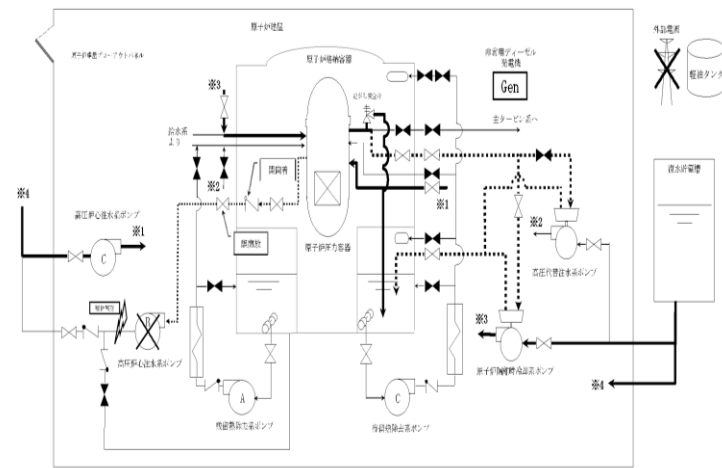 原子炉建屋
原子炉建屋ブローアウトパネル
原子炉格納容器
※3
逃がし安全弁
非常用ディーゼル
発電機
Gen
外部電源
軽油タンク
給水系
より
主タービン系へ
※2
隔離弁
※1
※4
高圧炉心注水系ポンプ
※1
C
原子炉圧力容器
※2
高圧代替注水系ポンプ
復水貯蔵槽
B
高圧炉心注水系ポンプ
※3
原子炉隔離時冷却系ポンプ
※4
A
残留熱除去系ポンプ
C
残留熱除去系ポンプ